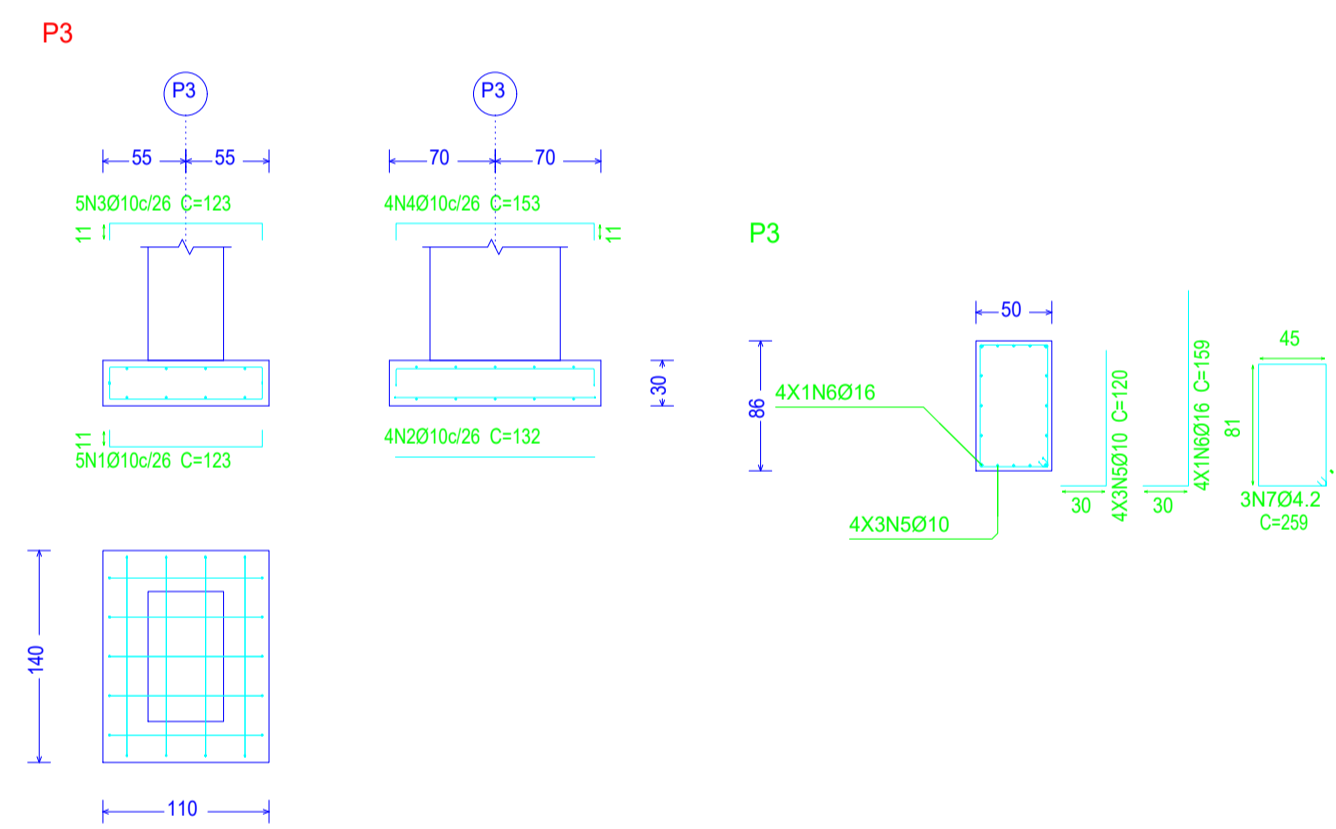 P3
P3
P3
55
55
70
70
5N3Ø10c/26 C=123
4N4Ø10c/26 C=153
11
11
30
11
5N1Ø10c/26 C=123
4N2Ø10c/26 C=132
140
110
P3
50
86
4X1N6Ø16
4X3N5Ø10
30
4X3N5Ø10 C=120
30
4X1N6Ø16 C=159
45
81
3N7Ø4.2
C=259